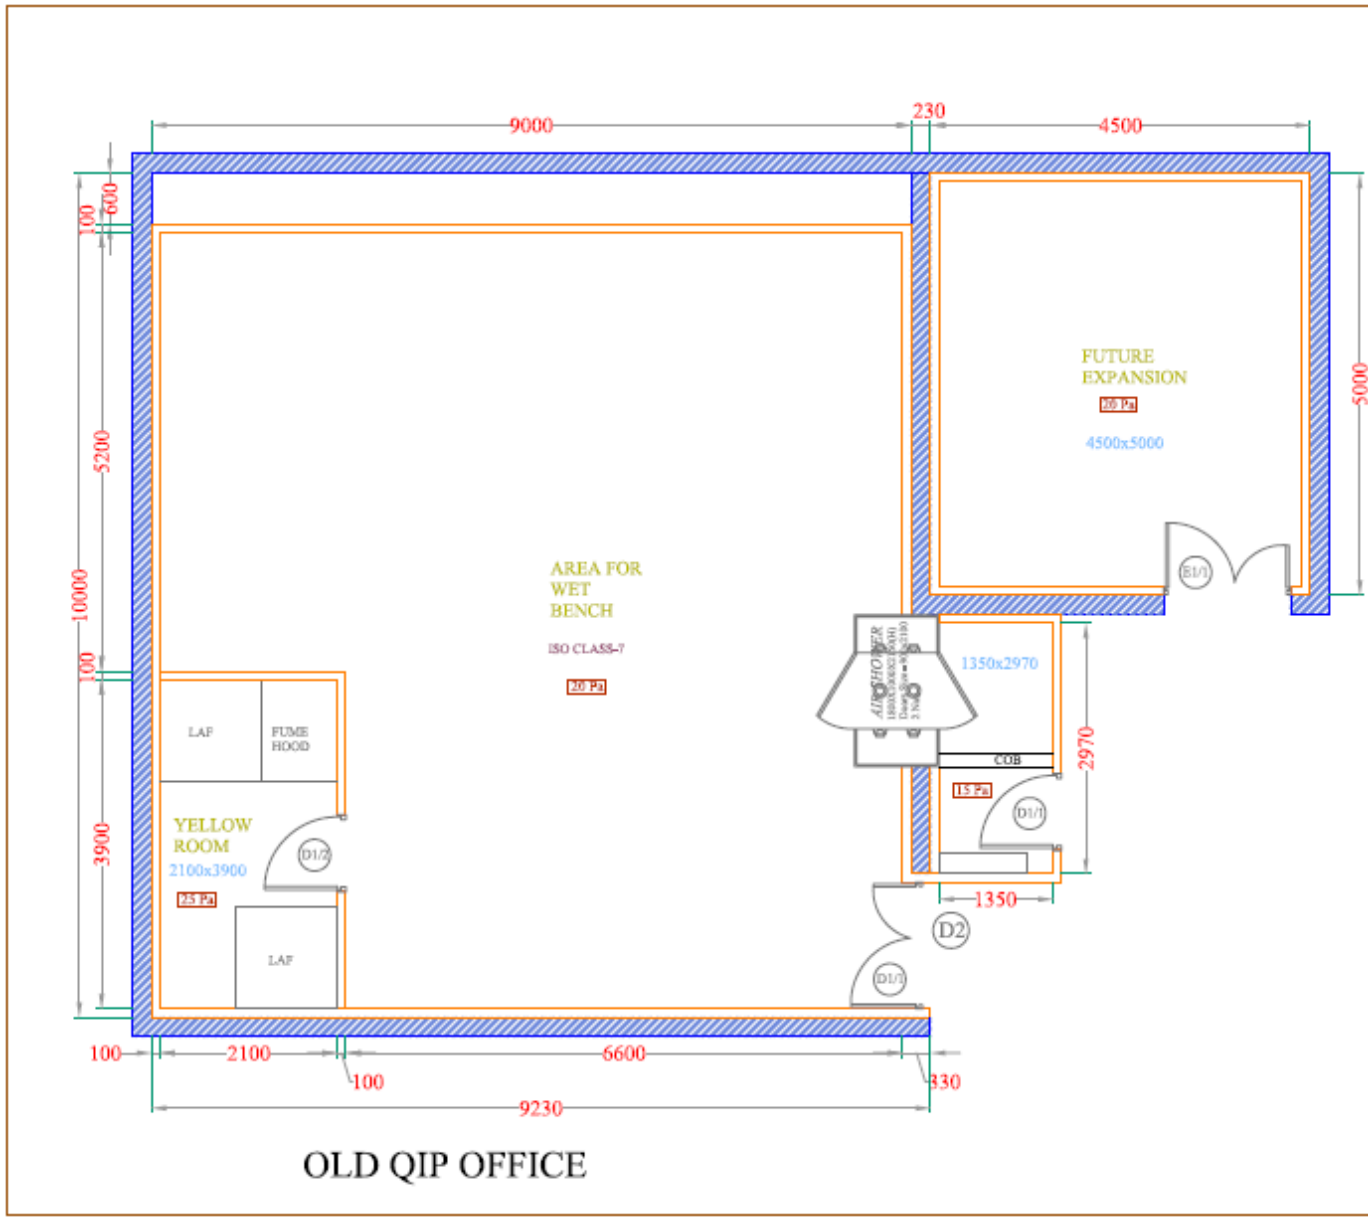 230
9000
4500
600
100
5200
10000
100
3900
5000
FUTURE
EXPANSION
20 Pa
4500x5000
E1/1
AREA FOR
WET
BENCH
ISO CLASS-7
20 Pa
AIR SHOWER
1350x2970
2970
COB
15 Pa
D1/1
1350
LAF
FUME
HOOD
YELLOW
ROOM
2100x3900
25 Pa
D1/2
LAF
D2
D1/1
100
2100
100
6600
330
9230
OLD QIP OFFICE